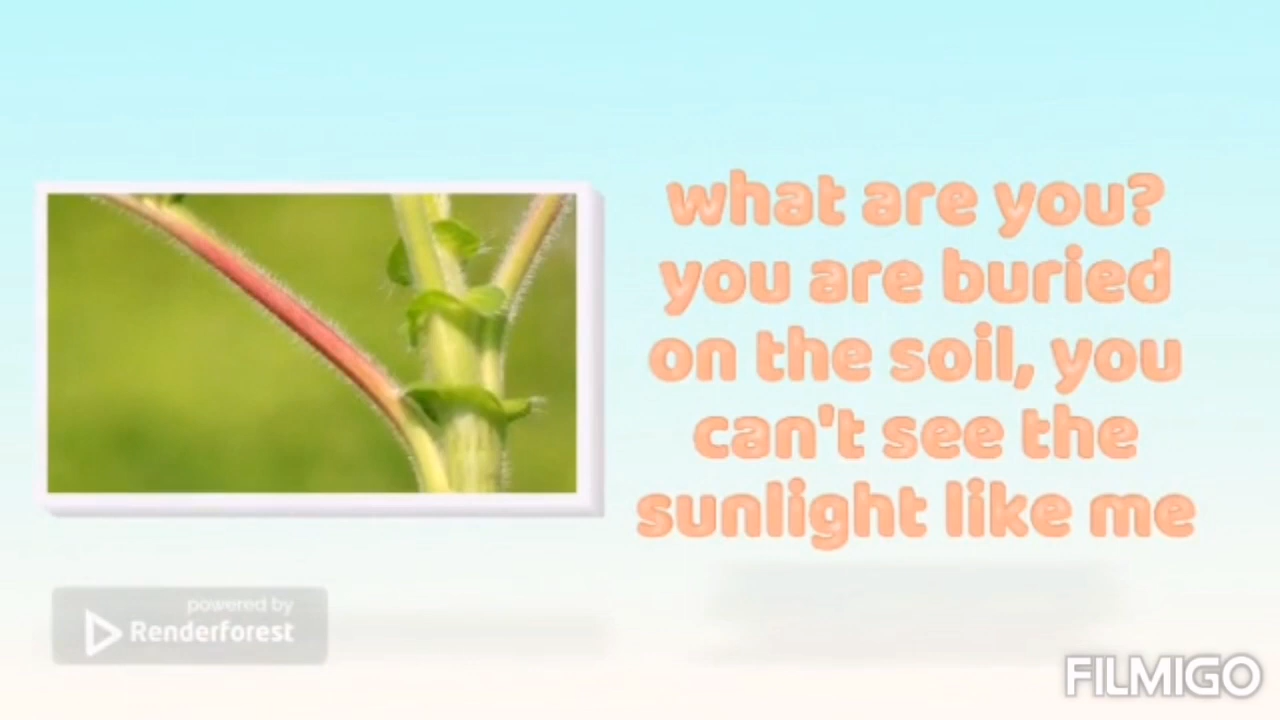 what are you?
you are buried
on the soil, you
can't see the
sunlight like me
powered by
Renderforest
FILMIGO